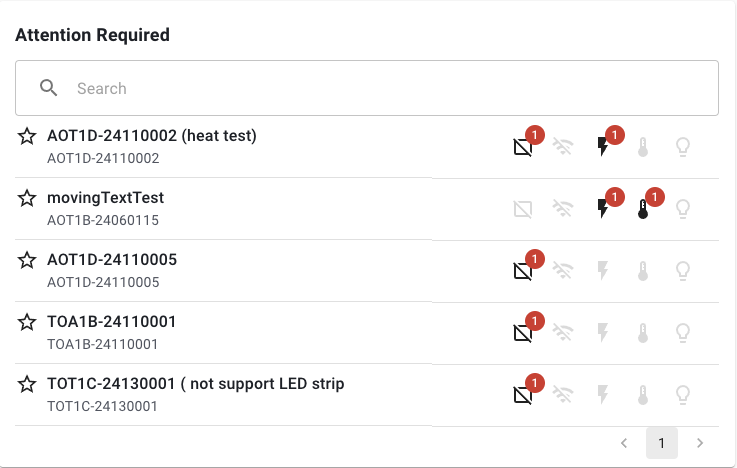 Attention Required
Search
AOT1D-24110002 (heat test)
1
1
AOT1D-24110002
movingTextTest
1
1
AOT1B-24060115
AOT1D-24110005
1
AOT1D-24110005
TOA1B-24110001
1
TOA1B-24110001
TOT1C-24130001 ( not support LED strip
1
TOT1C-24130001
1